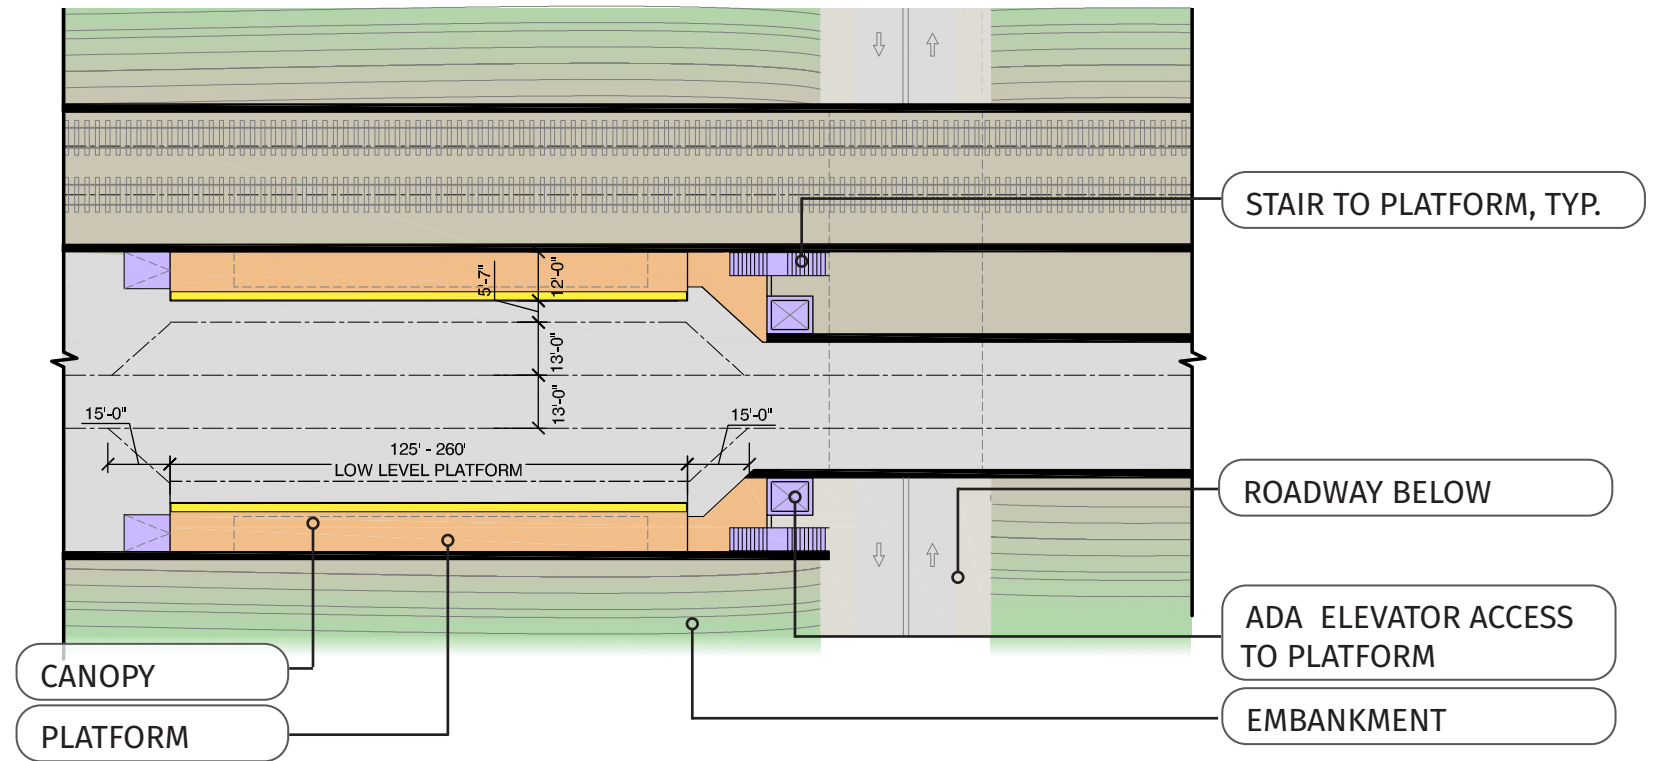 STAIR TO PLATFORM, TYP.
5'-7"
12'-0"
13'-0"
13'-0"
15'-0"
15'-0"
125' - 260'
LOW LEVEL PLATFORM
ROADWAY BELOW
ADA ELEVATOR ACCESS
TO PLATFORM
CANOPY
EMBANKMENT
PLATFORM